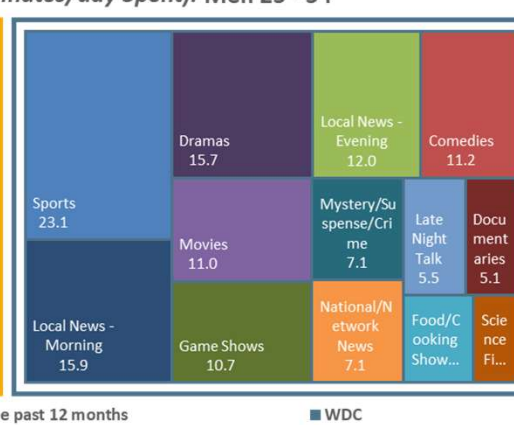 Men 25 - 54
Sports
23.1
Local News -
Morning
15.9
Dramas
15.7
Movies
11.0
Game Shows
10.7
Local News -
Evening
12.0
Comedies
11.2
Mystery/Su
spense/Cri
me
7.1
National/N
etwork
News
7.1
Late
Night
Talk
5.5
Docu
ment
aries
5.1
Food/C
ooking
Show...
Scie
nce
Fi...
e past 12 months
WDC